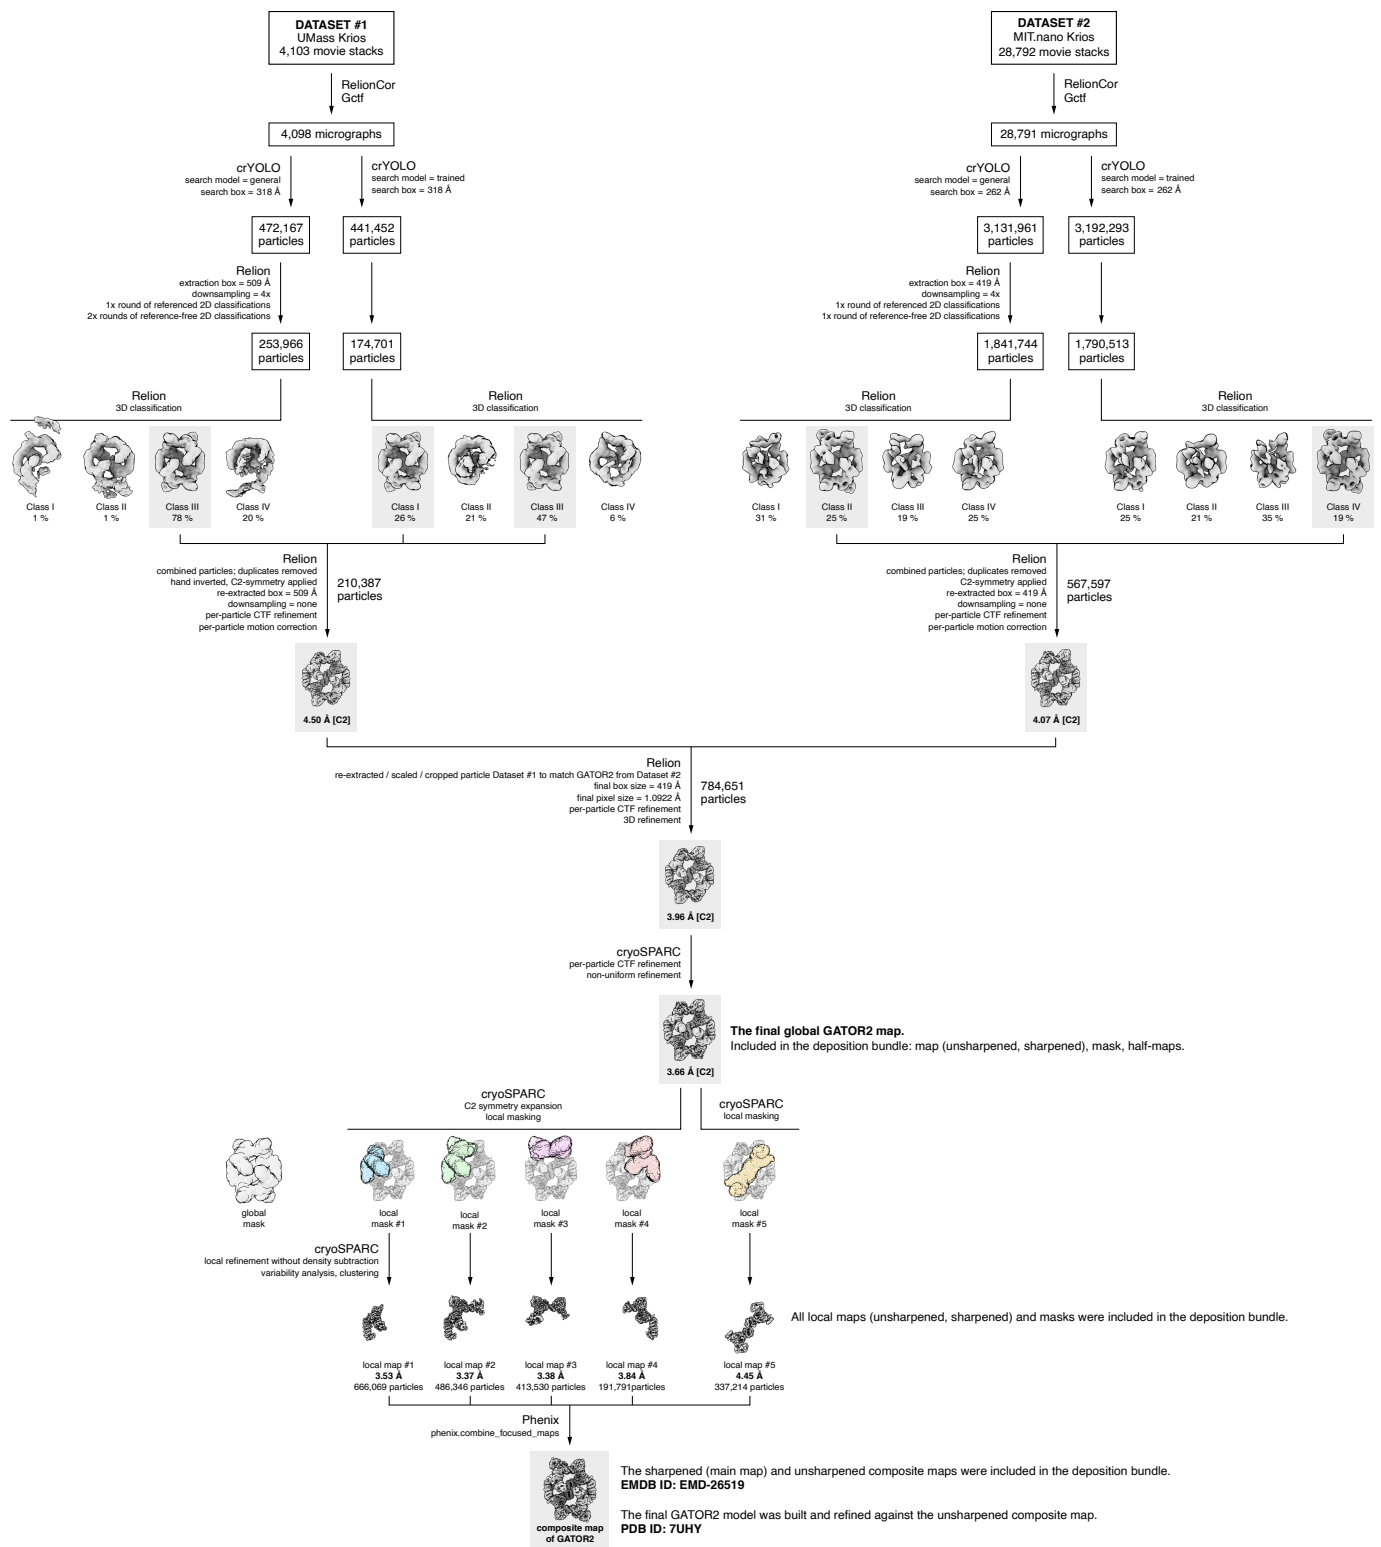 DATASET #1
UMass Krios
4,103 movie stacks
RelionCor
Gctf
4,098 micrographs
crYOLO
search model = general
search box = 318 Å
crYOLO
search model = trained
search box = 318 Å
472,167
particles
441,452
particles
Relion
extraction box = 509 Å
downsampling = 4x
1x round of referenced 2D classifications
2x rounds of reference-free 2D classifications
253,966
particles
174,701
particles
Relion
3D classification
Relion
3D classification
Class I
1 %
Class II
1 %
Class III
78 %
Class IV
20 %
Class I
26 %
Class II
21 %
Class III
47 %
Class IV
6 %
Relion
combined particles; duplicates removed
hand inverted, C2-symmetry applied
re-extracted box = 509 Å
downsampling = none
per-particle CTF refinement
per-particle motion correction
210,387
particles
4.50 Å [C2]
DATASET #2
MIT.nano Krios
28,792 movie stacks
RelionCor
Gctf
28,791 micrographs
crYOLO
search model = general
search box = 262 Å
crYOLO
search model = trained
search box = 262 Å
3,131,961
particles
3,192,293
particles
Relion
extraction box = 419 Å
downsampling = 4x
1x round of referenced 2D classifications
1x round of reference-free 2D classifications
1,841,744
particles
1,790,513
particles
Relion
3D classification
Relion
3D classification
Class I
31 %
Class II
25 %
Class III
19 %
Class IV
25 %
Class I
25 %
Class II
21 %
Class III
35 %
Class IV
19 %
Relion
combined particles; duplicates removed
C2-symmetry applied
re-extracted box = 419 Å
downsampling = none
per-particle CTF refinement
per-particle motion correction
567,597
particles
4.07 Å [C2]
Relion
re-extracted / scaled / cropped particle Dataset #1 to match GATOR2 from Dataset #2
final box size = 419 Å
final pixel size = 1.0922 Å
per-particle CTF refinement
3D refinement
784,651
particles
3.96 Å [C2]
cryoSPARC
per-particle CTF refinement
non-uniform refinement
3.66 Å [C2]
The final global GATOR2 map.
Included in the deposition bundle: map (unsharpened, sharpened), mask, half-maps.
cryoSPARC
C2 symmetry expansion
local masking
cryoSPARC
local masking
global
mask
local
mask #1
local
mask #2
local
mask #3
local
mask #4
local
mask #5
cryoSPARC
local refinement without density subtraction
variability analysis, clustering
All local maps (unsharpened, sharpened) and masks were included in the deposition bundle.
local map #1
3.53 Å
666,069 particles
local map #2
3.37 Å
486,346 particles
local map #3
3.38 Å
413,530 particles
local map #4
3.84 Å
191,791particles
local map #5
4.45 Å
337,214 particles
Phenix
phenix.combine_focused_maps
composite map
of GATOR2
The sharpened (main map) and unsharpened composite maps were included in the deposition bundle.
EMDB ID: EMD-26519
The final GATOR2 model was built and refined against the unsharpened composite map.
PDB ID: 7UHY